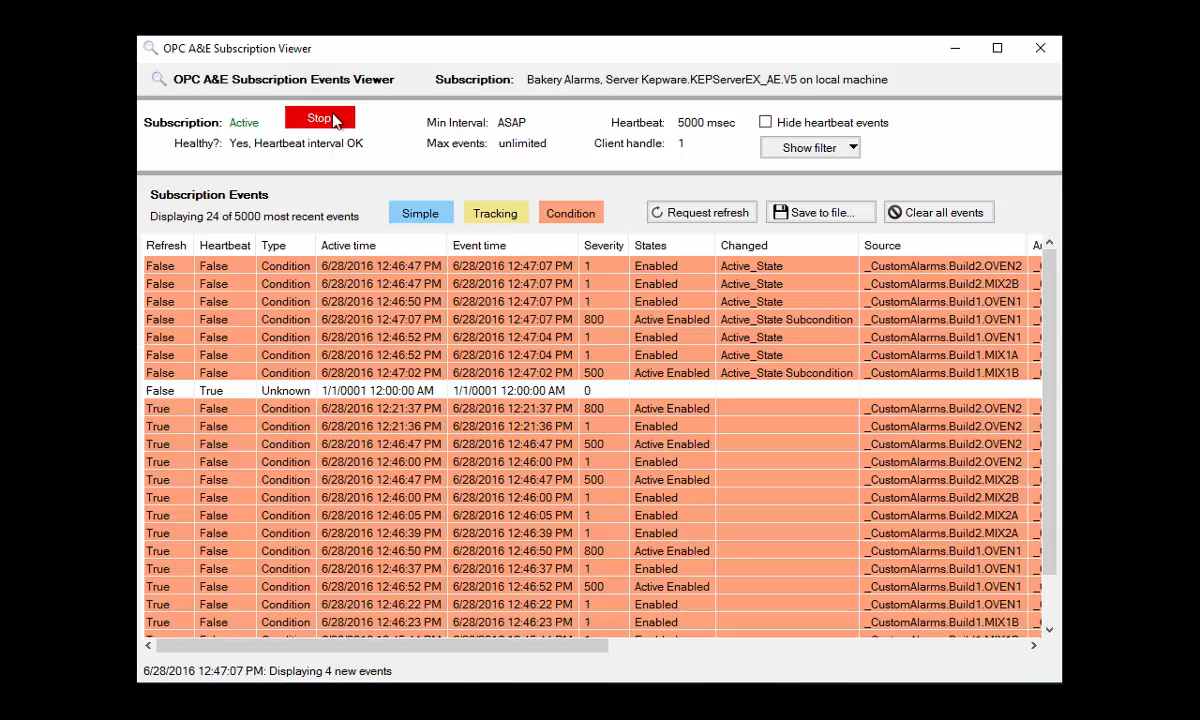 OPC A&E Subscription Viewer
OPC A&E Subscription Events Viewer Subscription: Bakery Alarms, Server Kepware.KEPServerEX_AE.V5 on local machine
Subscription: Active Stop Min Interval: ASAP Heartbeat: 5000 msec Hide heartbeat events
Healthy?: Yes, Heartbeat interval OK Max events: unlimited Client handle: 1 Show filter
Subscription Events
Displaying 24 of 5000 most recent events Simple Tracking Condition Request refresh Save to file... Clear all events
Refresh Heartbeat Type Active time Event time Severity States Changed Source
False False Condition 6/28/2016 12:46:47 PM 6/28/2016 12:47:07 PM 1 Enabled Active_State _CustomAlarms.Build2.OVEN2
False False Condition 6/28/2016 12:46:47 PM 6/28/2016 12:47:07 PM 1 Enabled Active_State _CustomAlarms.Build2.MIX2B
False False Condition 6/28/2016 12:46:50 PM 6/28/2016 12:47:07 PM 1 Enabled Active_State _CustomAlarms.Build1.OVEN1
False False Condition 6/28/2016 12:47:07 PM 6/28/2016 12:47:07 PM 800 Active Enabled Active_State Subcondition _CustomAlarms.Build1.OVEN1
False False Condition 6/28/2016 12:46:52 PM 6/28/2016 12:47:04 PM 1 Enabled Active_State _CustomAlarms.Build1.OVEN1
False False Condition 6/28/2016 12:46:52 PM 6/28/2016 12:47:04 PM 1 Enabled Active_State _CustomAlarms.Build1.MIX1A
False False Condition 6/28/2016 12:47:02 PM 6/28/2016 12:47:02 PM 500 Active Enabled Active_State Subcondition _CustomAlarms.Build1.MIX1B
False True Unknown 1/1/0001 12:00:00 AM 1/1/0001 12:00:00 AM 0
True False Condition 6/28/2016 12:21:37 PM 6/28/2016 12:21:37 PM 800 Active Enabled _CustomAlarms.Build2.OVEN2
True False Condition 6/28/2016 12:21:36 PM 6/28/2016 12:21:36 PM 1 Enabled _CustomAlarms.Build2.OVEN2
True False Condition 6/28/2016 12:46:47 PM 6/28/2016 12:46:47 PM 500 Active Enabled _CustomAlarms.Build2.OVEN2
True False Condition 6/28/2016 12:46:00 PM 6/28/2016 12:46:00 PM 1 Enabled _CustomAlarms.Build2.OVEN2
True False Condition 6/28/2016 12:46:47 PM 6/28/2016 12:46:47 PM 500 Active Enabled _CustomAlarms.Build2.MIX2B
True False Condition 6/28/2016 12:46:00 PM 6/28/2016 12:46:00 PM 1 Enabled _CustomAlarms.Build2.MIX2B
True False Condition 6/28/2016 12:46:05 PM 6/28/2016 12:46:05 PM 1 Enabled _CustomAlarms.Build2.MIX2A
True False Condition 6/28/2016 12:46:39 PM 6/28/2016 12:46:39 PM 1 Enabled _CustomAlarms.Build2.MIX2A
True False Condition 6/28/2016 12:46:50 PM 6/28/2016 12:46:50 PM 800 Active Enabled _CustomAlarms.Build1.OVEN1
True False Condition 6/28/2016 12:46:37 PM 6/28/2016 12:46:37 PM 1 Enabled _CustomAlarms.Build1.OVEN1
True False Condition 6/28/2016 12:46:52 PM 6/28/2016 12:46:52 PM 500 Active Enabled _CustomAlarms.Build1.OVEN1
True False Condition 6/28/2016 12:46:22 PM 6/28/2016 12:46:22 PM 1 Enabled _CustomAlarms.Build1.OVEN1
True False Condition 6/28/2016 12:46:23 PM 6/28/2016 12:46:23 PM 1 Enabled _CustomAlarms.Build1.MIX1B
6/28/2016 12:47:07 PM: Displaying 4 new events